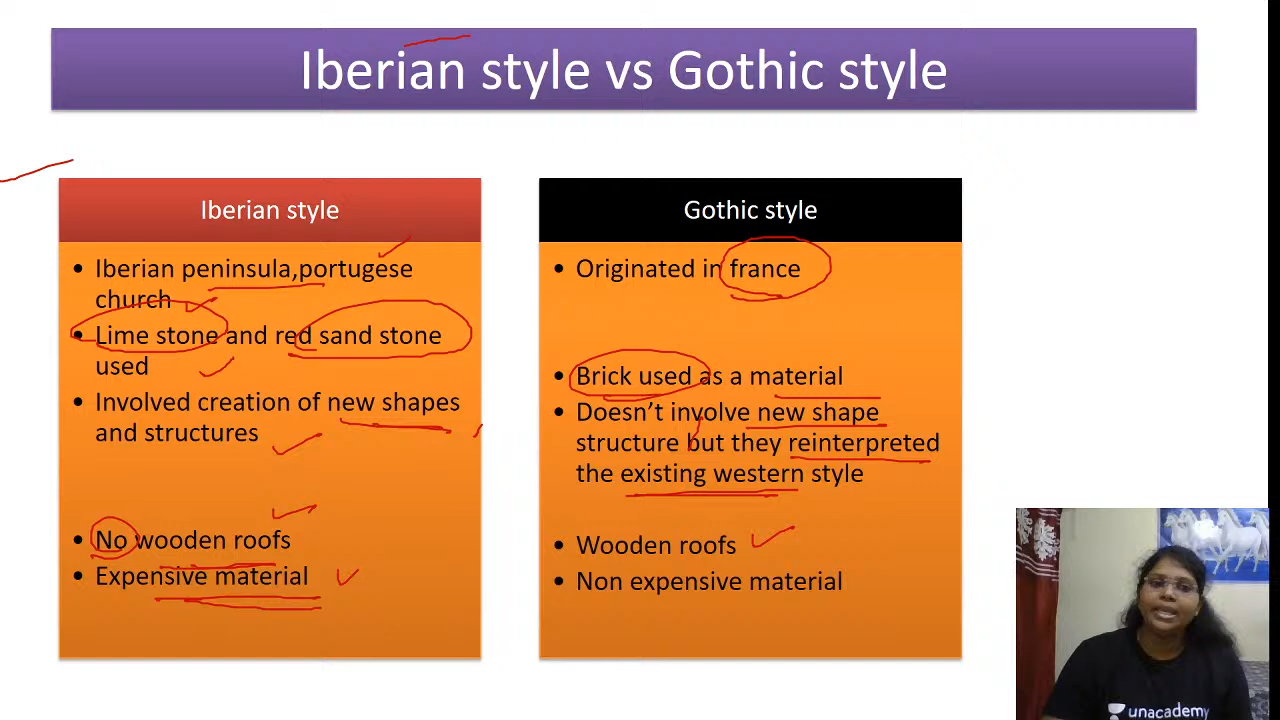 Iberian style vs Gothic style
Iberian style
• Iberian peninsula,portugese
church
• Lime stone and red sand stone
used
• Involved creation of new shapes
and structures
• No wooden roofs
• Expensive material
Gothic style
• Originated in france
• Brick used as a material
• Doesn't involve new shape
structure but they reinterpreted
the existing western style
• Wooden roofs
• Non expensive material
unacademy